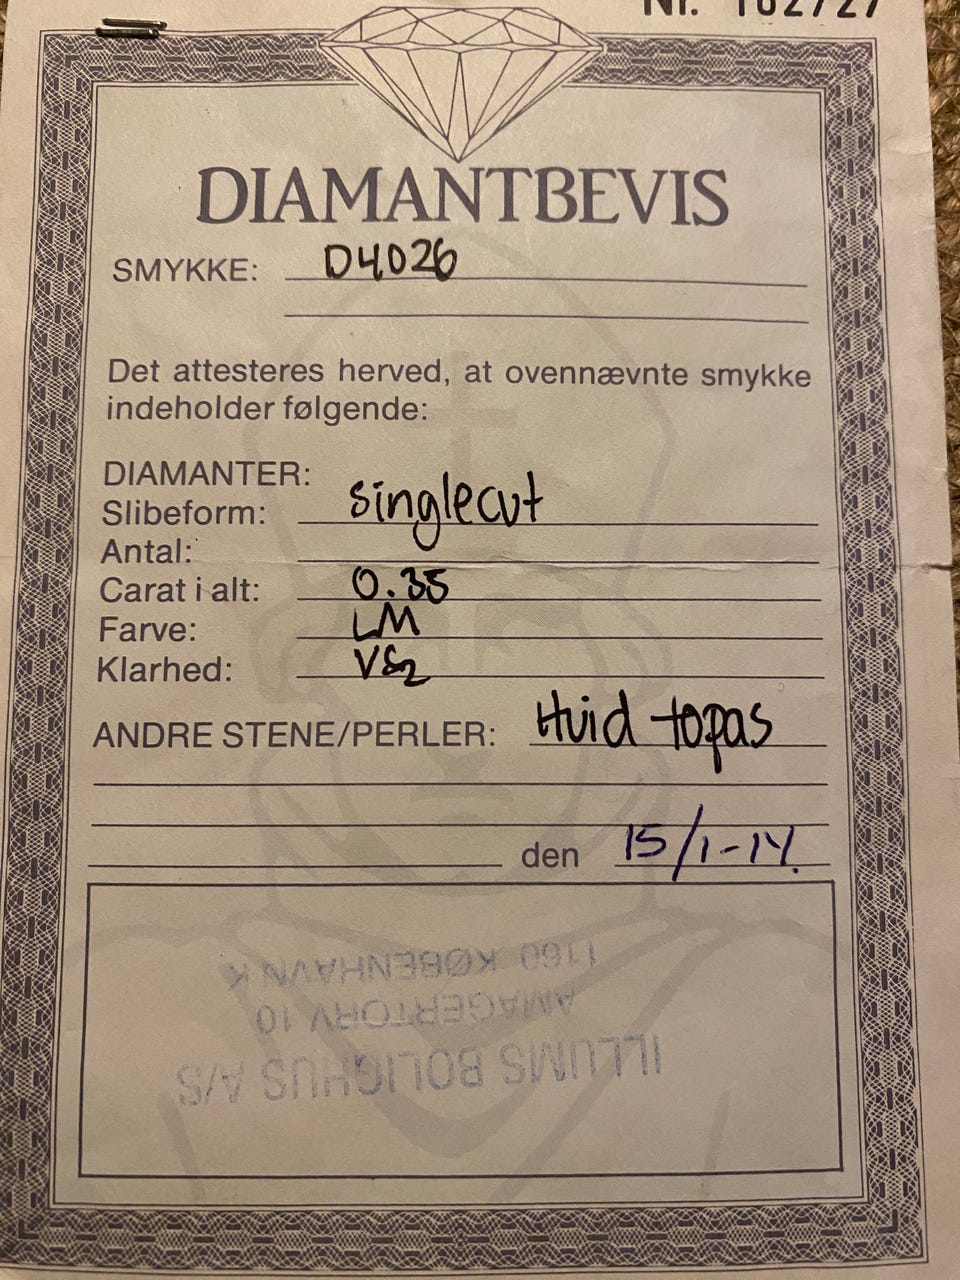 Nr. 162727
DIAMANTBEVIS
SMYKKE: D4026
Det attesteres herved, at ovennævnte smykke
indeholder følgende:
DIAMANTER:
Slibeform: singlecut
Antal:
Carat i alt: 0.35
Farve: LM
Klarhed: VS2
ANDRE STENE/PERLER: Hvid topas
den 15/1-14.
ILLUMS BOLIGHUS A/S
AMAGERTORV 10
1160 KØBENHAVN K